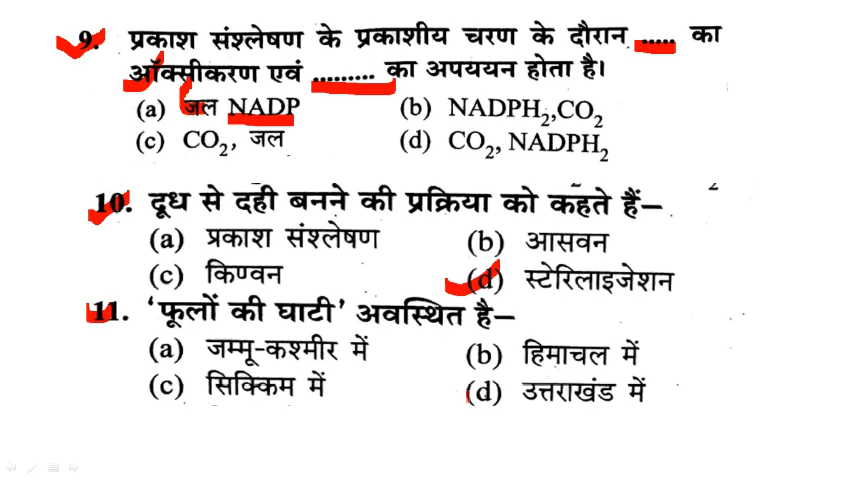 9. प्रकाश संश्लेषण के प्रकाशीय चरण के दौरान ..... का
ऑक्सीकरण एवं ......... का अपययन होता है।
(a) जल NADP (b) NADPH₂,CO₂
(c) CO₂, जल (d) CO₂, NADPH₂
10. दूध से दही बनने की प्रक्रिया को कहते हैं–
(a) प्रकाश संश्लेषण (b) आसवन
(c) किण्वन (d) स्टेरिलाइजेशन
11. 'फूलों की घाटी' अवस्थित है–
(a) जम्मू-कश्मीर में (b) हिमाचल में
(c) सिक्किम में (d) उत्तराखंड में